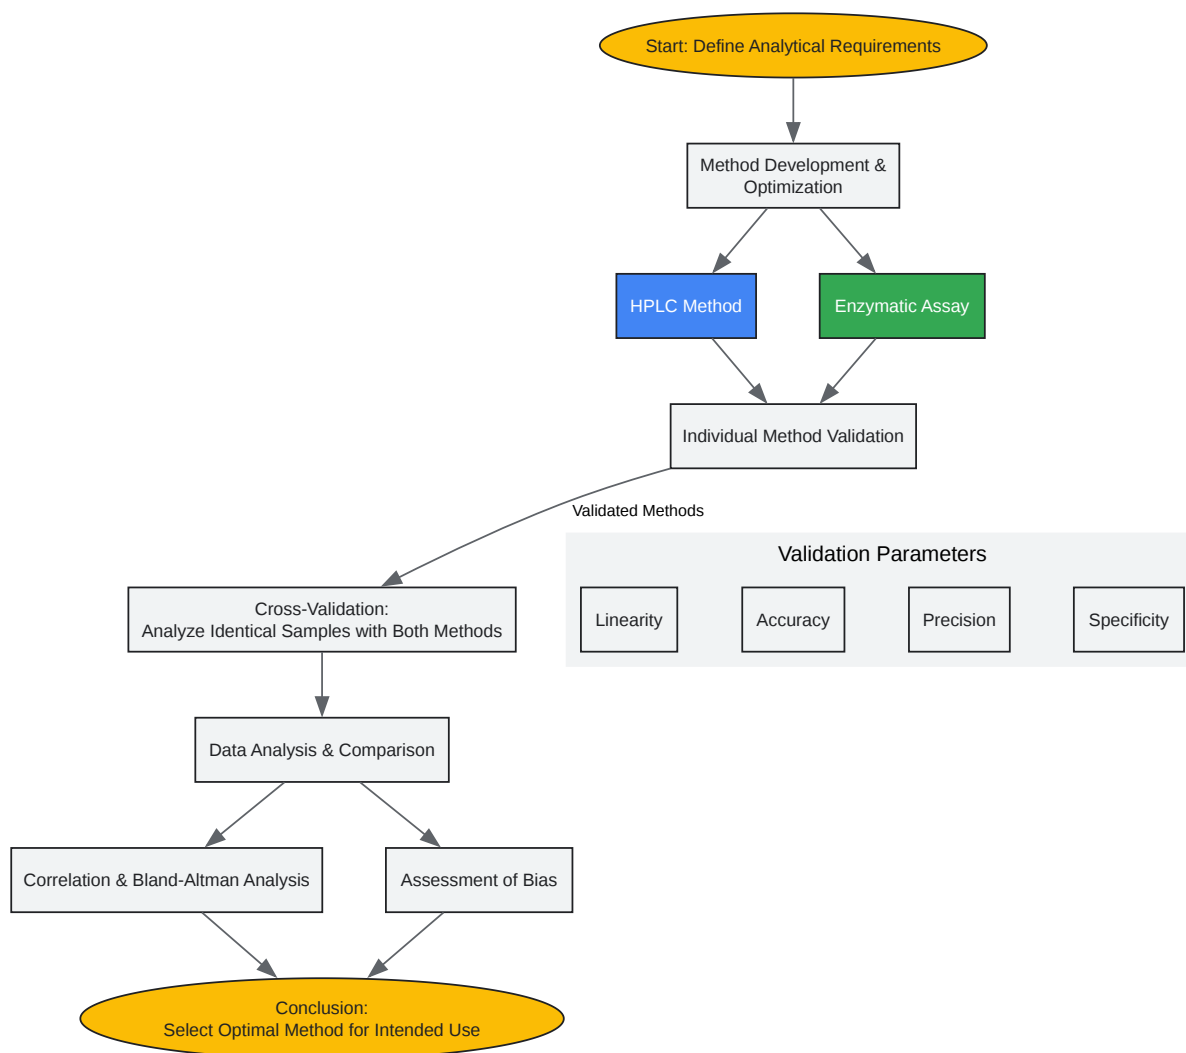 Start: Define Analytical Requirements
Method Development &
Optimization
HPLC Method
Enzymatic Assay
Individual Method Validation
Validated Methods
Validation Parameters
Linearity
Accuracy
Precision
Specificity
Cross-Validation:
Analyze Identical Samples with Both Methods
Data Analysis & Comparison
Correlation & Bland-Altman Analysis
Assessment of Bias
Conclusion:
Select Optimal Method for Intended Use